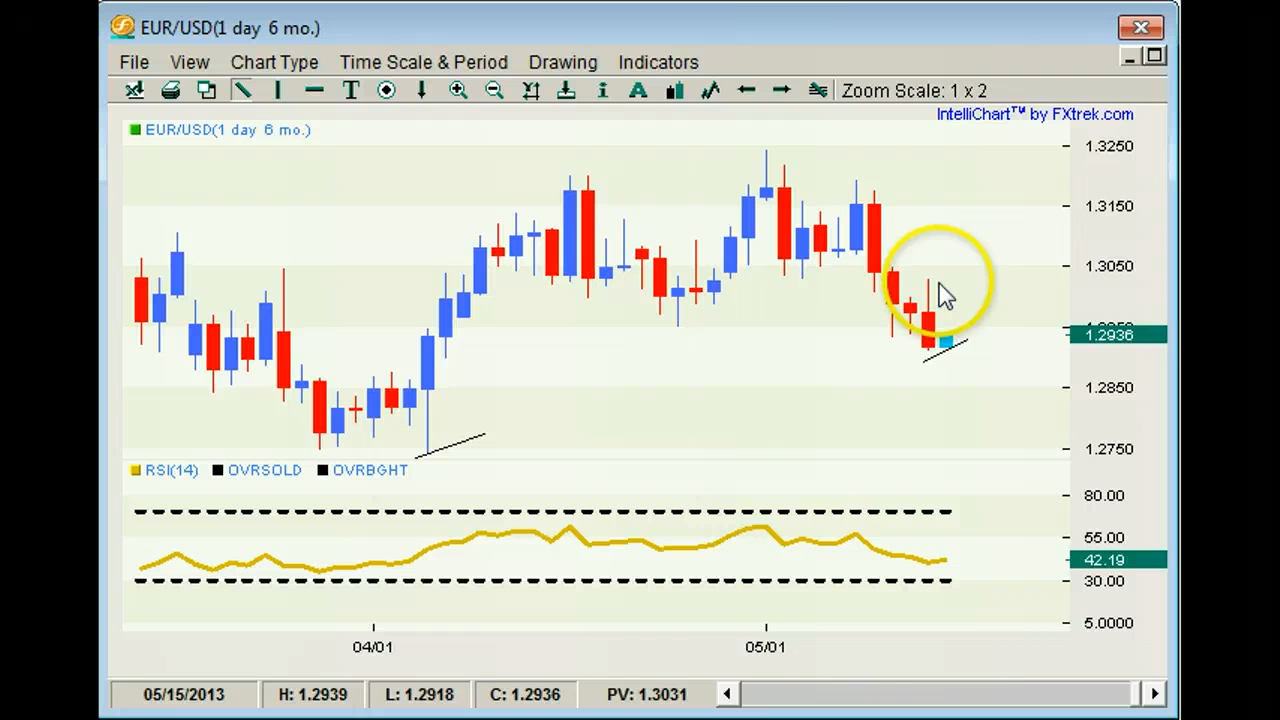 EUR/USD(1 day 6 mo.)
File View Chart Type Time Scale & Period Drawing Indicators
Zoom Scale: 1 x 2
IntelliChart™ by FXtrek.com
EUR/USD(1 day 6 mo.)
1.3250
1.3150
1.3050
1.2936
1.2850
1.2750
RSI(14) OVRSOLD OVRBGHT
80.00
55.00
42.19
30.00
5.0000
04/01 05/01
05/15/2013 H: 1.2939 L: 1.2918 C: 1.2936 PV: 1.3031